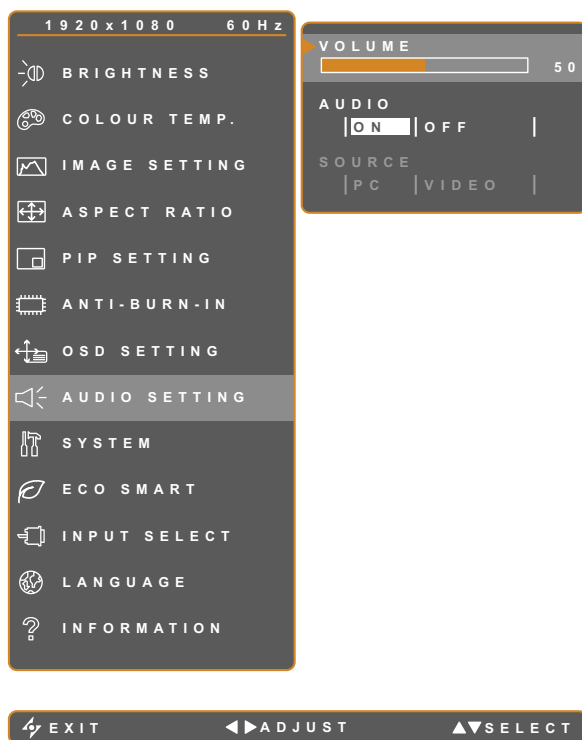 1920x1080 60Hz
BRIGHTNESS
COLOUR TEMP.
IMAGE SETTING
ASPECT RATIO
PIP SETTING
ANTI-BURN-IN
OSD SETTING
AUDIO SETTING
SYSTEM
ECO SMART
INPUT SELECT
LANGUAGE
INFORMATION
VOLUME
50
AUDIO
ON OFF
SOURCE
PC VIDEO
EXIT ADJUST SELECT